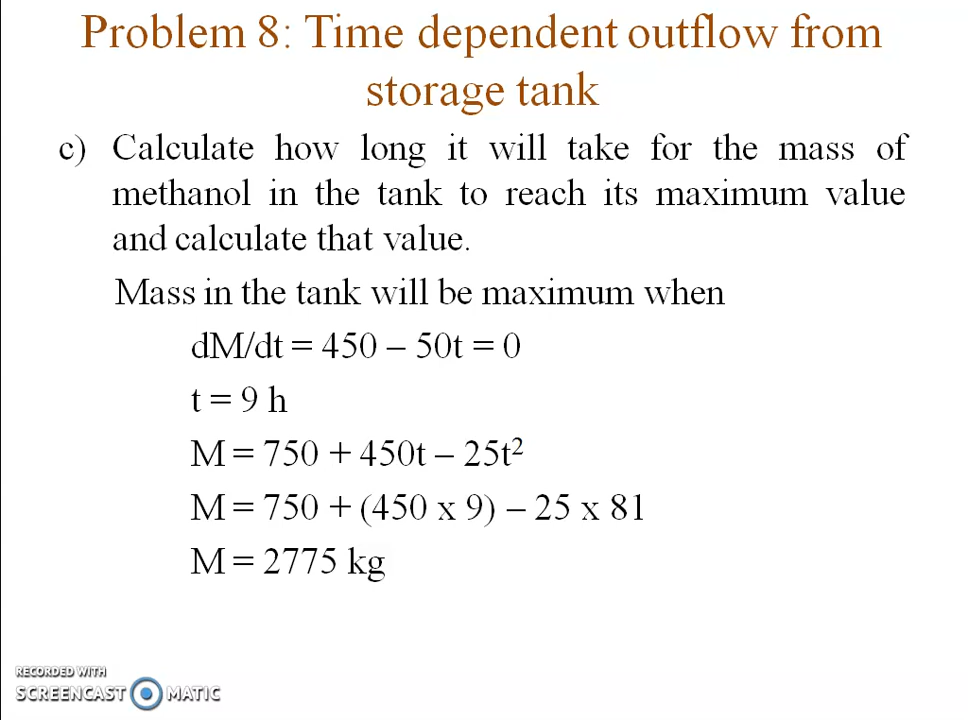 Problem 8: Time dependent outflow from
storage tank
c) Calculate how long it will take for the mass of
methanol in the tank to reach its maximum value
and calculate that value.
Mass in the tank will be maximum when
dM/dt = 450 – 50t = 0
t = 9 h
M = 750 + 450t – 25t²
M = 750 + (450 x 9) – 25 x 81
M = 2775 kg
RECORDED WITH
SCREENCAST MATIC